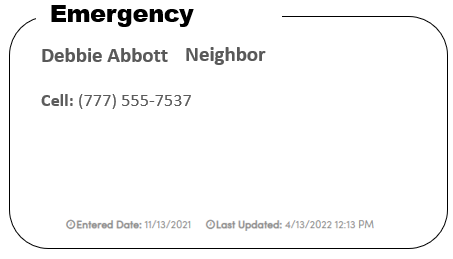 Emergency
Debbie Abbott Neighbor
Cell: (777) 555-7537
Entered Date: 11/13/2021 Last Updated: 4/13/2022 12:13 PM